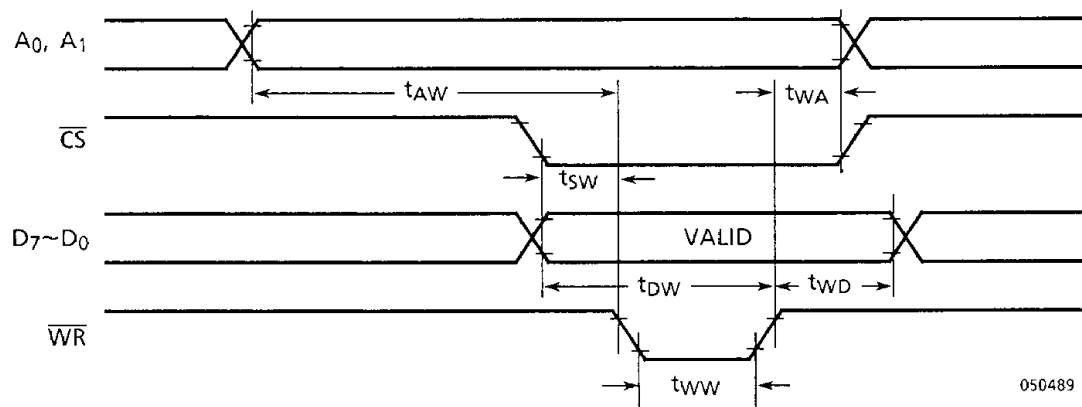 A0, A1
tAW
tWA
CS
tSW
D7~D0
VALID
tDW
tWD
WR
tWW
050489